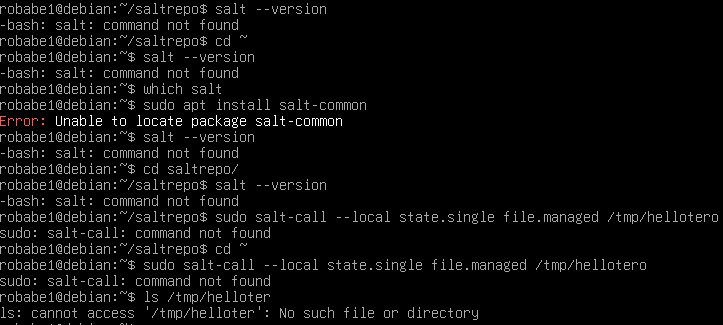 robabe1@debian:~/saltrepo$ salt --version
-bash: salt: command not found
robabe1@debian:~/saltrepo$ cd ~
robabe1@debian:~$ salt --version
-bash: salt: command not found
robabe1@debian:~$ which salt
robabe1@debian:~$ sudo apt install salt-common
Error: Unable to locate package salt-common
robabe1@debian:~$ salt --version
-bash: salt: command not found
robabe1@debian:~$ cd saltrepo/
robabe1@debian:~/saltrepo$ salt --version
-bash: salt: command not found
robabe1@debian:~/saltrepo$ sudo salt-call --local state.single file.managed /tmp/hellotero
sudo: salt-call: command not found
robabe1@debian:~/saltrepo$ cd ~
robabe1@debian:~$ sudo salt-call --local state.single file.managed /tmp/hellotero
sudo: salt-call: command not found
robabe1@debian:~$ ls /tmp/helloter
ls: cannot access '/tmp/helloter': No such file or directory